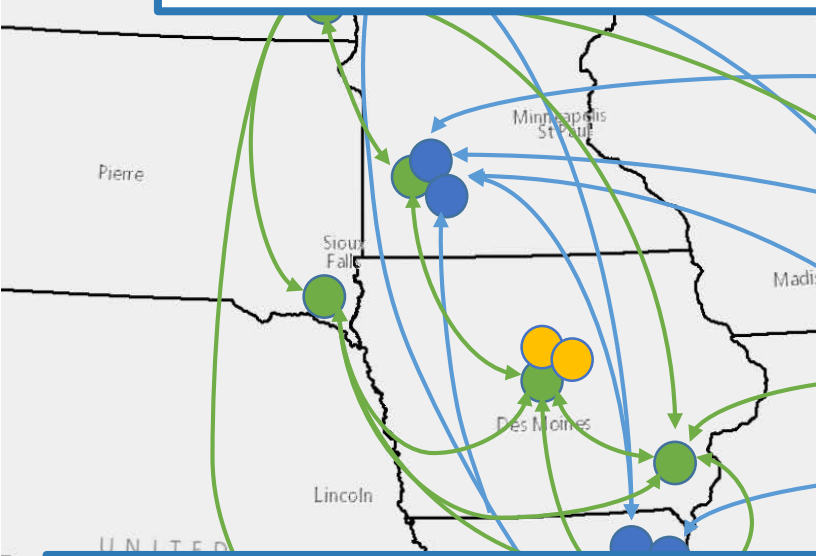 Minneapolis
St Paul
Pierre
Sioux
Falls
Madis
Des Moines
Lincoln
UNITED